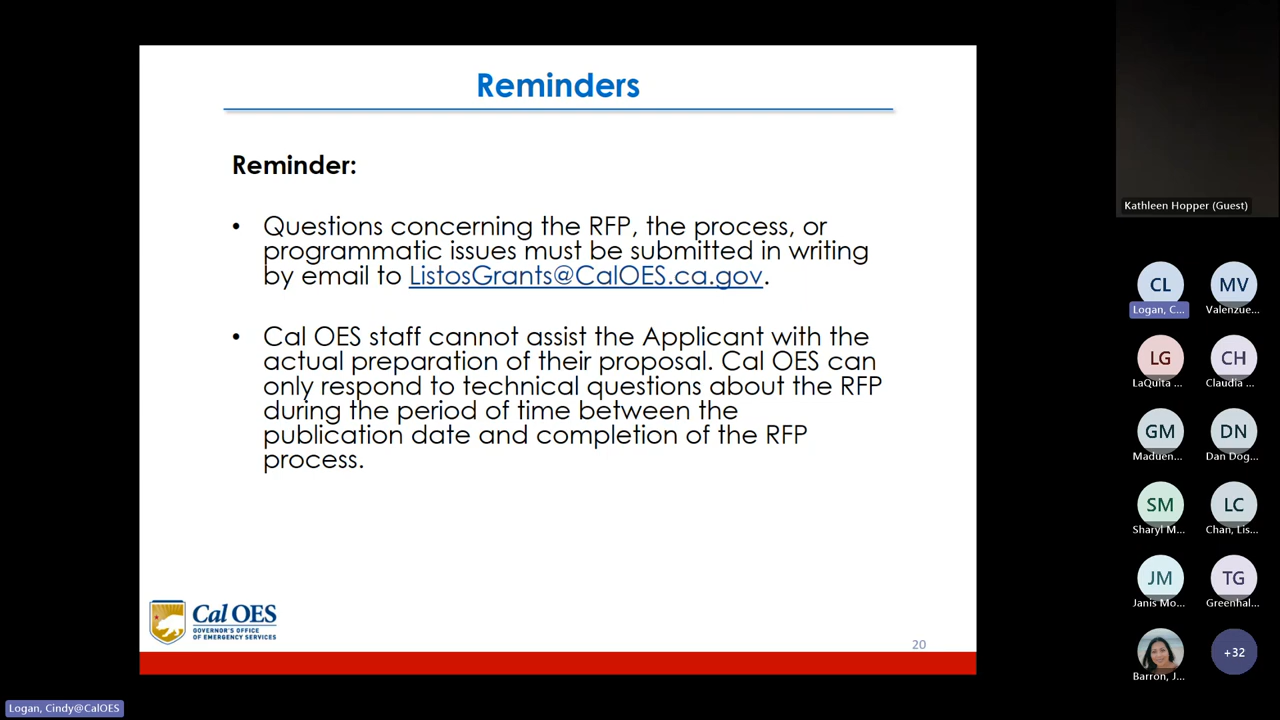 Reminders
Reminder:
• Questions concerning the RFP, the process, or
programmatic issues must be submitted in writing
by email to ListosGrants@CalOES.ca.gov.
• Cal OES staff cannot assist the Applicant with the
actual preparation of their proposal. Cal OES can
only respond to technical questions about the RFP
during the period of time between the
publication date and completion of the RFP
process.
Cal OES
GOVERNOR'S OFFICE
OF EMERGENCY SERVICES
20
Kathleen Hopper (Guest)
CL
MV
Logan, C...
Valenzue...
LG
CH
LaQuita ...
Claudia ...
GM
DN
Maduen...
Dan Dog...
SM
LC
Sharyl M...
Chan, Lis...
JM
TG
Janis Mo...
Greenhal...
+32
Barron, J...
Logan, Cindy@CalOES